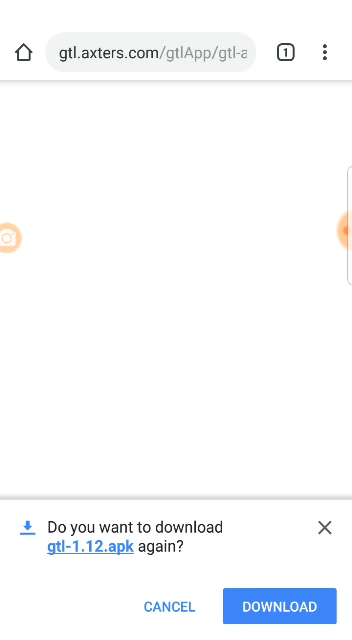 gtl.axters.com/gtlApp/gtl-a
1
Do you want to download
gtl-1.12.apk again?
CANCEL
DOWNLOAD